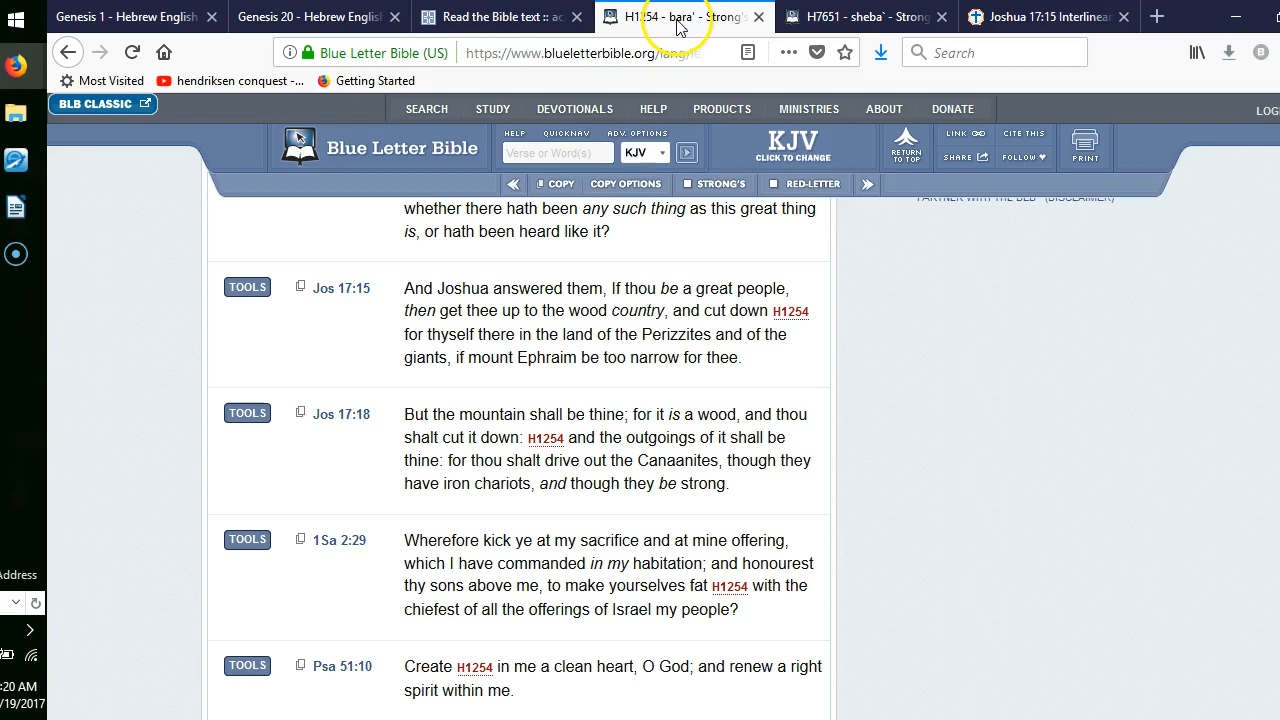 Genesis 1 - Hebrew English
Genesis 20 - Hebrew English
Read the Bible text :: ac
H1254 - bara' - Strong's
H7651 - sheba` - Strong
Joshua 17:15 Interlinea
Blue Letter Bible (US)
https://www.blueletterbible.org/lang/le
Search
Most Visited
hendriksen conquest -...
Getting Started
BLB CLASSIC
SEARCH
STUDY
DEVOTIONALS
HELP
PRODUCTS
MINISTRIES
ABOUT
DONATE
LOG
Blue Letter Bible
HELP
QUICKNAV
ADV. OPTIONS
Verse or Word(s)
KJV
KJV
CLICK TO CHANGE
RETURN
TO TOP
LINK
CITE THIS
SHARE
FOLLOW
PRINT
COPY
COPY OPTIONS
STRONG'S
RED-LETTER
PARTNER WITH THE BLB (DISCLAIMER)
whether there hath been any such thing as this great thing
is, or hath been heard like it?
TOOLS
Jos 17:15
And Joshua answered them, If thou be a great people,
then get thee up to the wood country, and cut down H1254
for thyself there in the land of the Perizzites and of the
giants, if mount Ephraim be too narrow for thee.
TOOLS
Jos 17:18
But the mountain shall be thine; for it is a wood, and thou
shalt cut it down: H1254 and the outgoings of it shall be
thine: for thou shalt drive out the Canaanites, though they
have iron chariots, and though they be strong.
TOOLS
1Sa 2:29
Wherefore kick ye at my sacrifice and at mine offering,
which I have commanded in my habitation; and honourest
thy sons above me, to make yourselves fat H1254 with the
chiefest of all the offerings of Israel my people?
TOOLS
Psa 51:10
Create H1254 in me a clean heart, O God; and renew a right
spirit within me.
Address
:20 AM
/19/2017